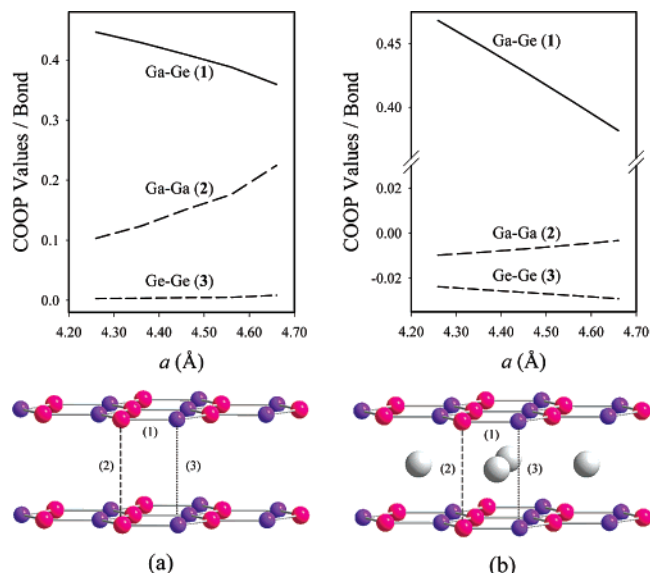 COOP Values / Bond
0.4
0.3
0.2
0.1
0.0
Ga-Ge (1)
Ga-Ga (2)
Ge-Ge (3)
4.20 4.30 4.40 4.50 4.60 4.70
a (Å)
(1)
(2)
(3)
(a)
COOP Values / Bond
0.45
0.40
0.02
0.00
-0.02
Ga-Ge (1)
Ga-Ga (2)
Ge-Ge (3)
4.20 4.30 4.40 4.50 4.60 4.70
a (Å)
(1)
(2)
(3)
(b)